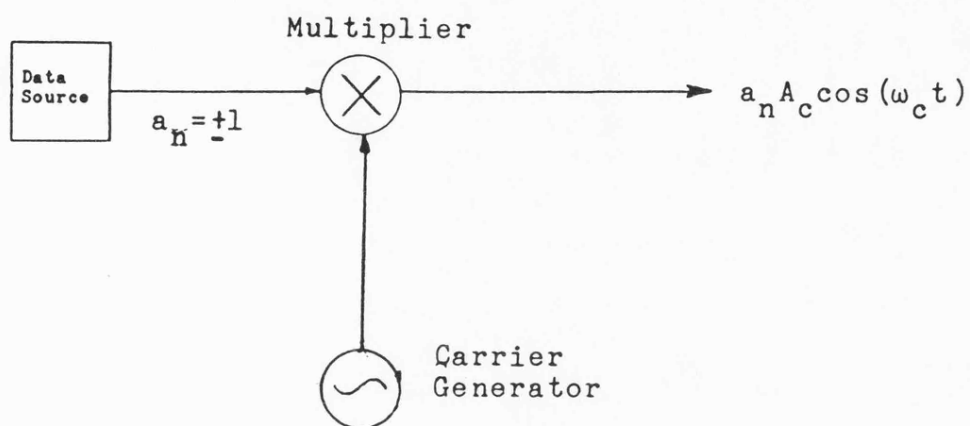 Multiplier
Data
Source
a_n=±1
a_n A_c cos(ω_c t)
Carrier
Generator